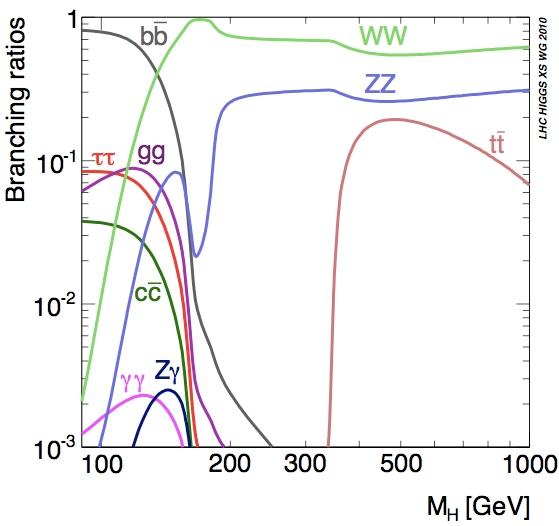 Branching ratios
1
10⁻¹
10⁻²
10⁻³
bb̄
WW
ZZ
ττ
gg
tt̄
cc̄
γγ
Zγ
LHC HIGGS XS WG 2010
100 200 300 500 1000
M_H [GeV]